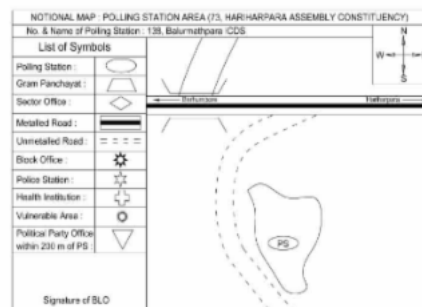 NOTIONAL MAP : POLLING STATION AREA (73, HARIHARPARA ASSEMBLY CONSTITUENCY)
No. & Name of Polling Station : 139, Balurmathpara ICDS
List of Symbols
Polling Station :
Gram Panchayat :
Sector Office :
Metalled Road :
Unmetalled Road :
Block Office :
Police Station :
Health Institution :
Vulnerable Area :
Political Party Office
within 200 m of PS :
Signature of BLO
N
W
E
S
Hariharpara
PS